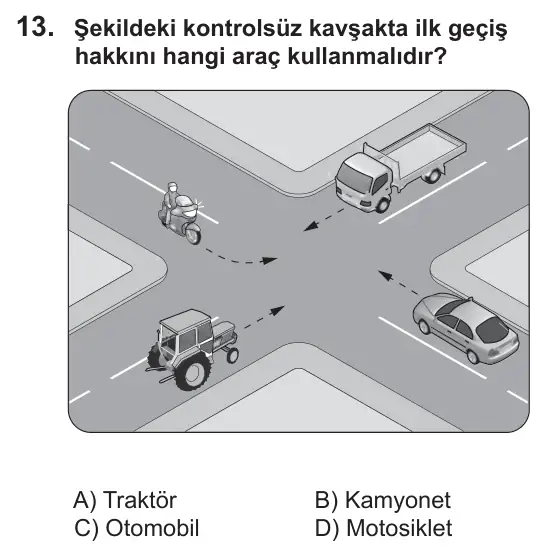 13. Şekildeki kontrolsüz kavşakta ilk geçiş
hakkını hangi araç kullanmalıdır?
A) Traktör
B) Kamyonet
C) Otomobil
D) Motosiklet